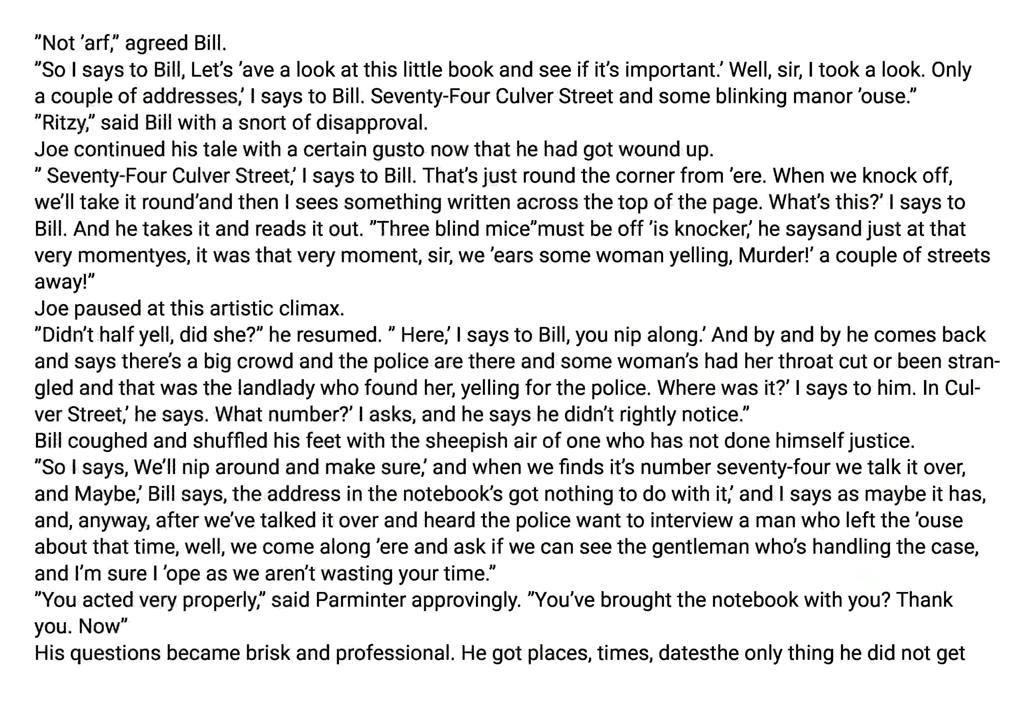 ”Not ’arf,” agreed Bill.
”So I says to Bill, Let’s ’ave a look at this little book and see if it’s important.’ Well, sir, I took a look. Only
a couple of addresses,’ I says to Bill. Seventy-Four Culver Street and some blinking manor ’ouse.”
”Ritzy,” said Bill with a snort of disapproval.
Joe continued his tale with a certain gusto now that he had got wound up.
” Seventy-Four Culver Street,’ I says to Bill. That’s just round the corner from ’ere. When we knock off,
we’ll take it round’and then I sees something written across the top of the page. What’s this?’ I says to
Bill. And he takes it and reads it out. ”Three blind mice”must be off ’is knocker,’ he saysand just at that
very momentyes, it was that very moment, sir, we ’ears some woman yelling, Murder!’ a couple of streets
away!”
Joe paused at this artistic climax.
”Didn’t half yell, did she?” he resumed. ” Here,’ I says to Bill, you nip along.’ And by and by he comes back
and says there’s a big crowd and the police are there and some woman’s had her throat cut or been stran-
gled and that was the landlady who found her, yelling for the police. Where was it?’ I says to him. In Cul-
ver Street,’ he says. What number?’ I asks, and he says he didn’t rightly notice.”
Bill coughed and shuffled his feet with the sheepish air of one who has not done himself justice.
”So I says, We’ll nip around and make sure,’ and when we finds it’s number seventy-four we talk it over,
and Maybe,’ Bill says, the address in the notebook’s got nothing to do with it,’ and I says as maybe it has,
and, anyway, after we’ve talked it over and heard the police want to interview a man who left the ’ouse
about that time, well, we come along ’ere and ask if we can see the gentleman who’s handling the case,
and I’m sure I ’ope as we aren’t wasting your time.”
”You acted very properly,” said Parminter approvingly. ”You’ve brought the notebook with you? Thank
you. Now”
His questions became brisk and professional. He got places, times, datesthe only thing he did not get